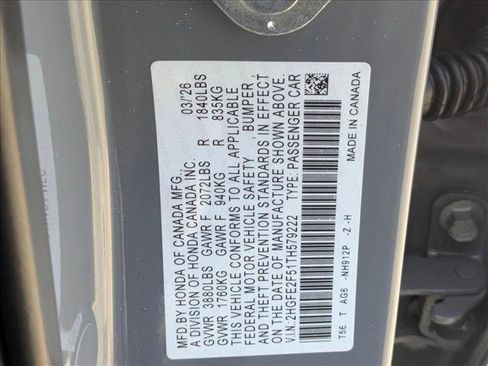 MFD. BY HONDA OF CANADA MFG., 03/'26
A DIVISION OF HONDA CANADA INC.
GVWR 3880LBS GAWR F 2072LBS R 1840LBS
GVWR 1760KG GAWR F 940KG R 835KG
THIS VEHICLE CONFORMS TO ALL APPLICABLE
FEDERAL MOTOR VEHICLE SAFETY, BUMPER,
AND THEFT PREVENTION STANDARDS IN EFFECT
ON THE DATE OF MANUFACTURE SHOWN ABOVE.
V.I.N.:2HGFE2F51TH579222 TYPE:PASSENGER CAR
T56 T AG6 -NH912P -Z -H
MADE IN CANADA